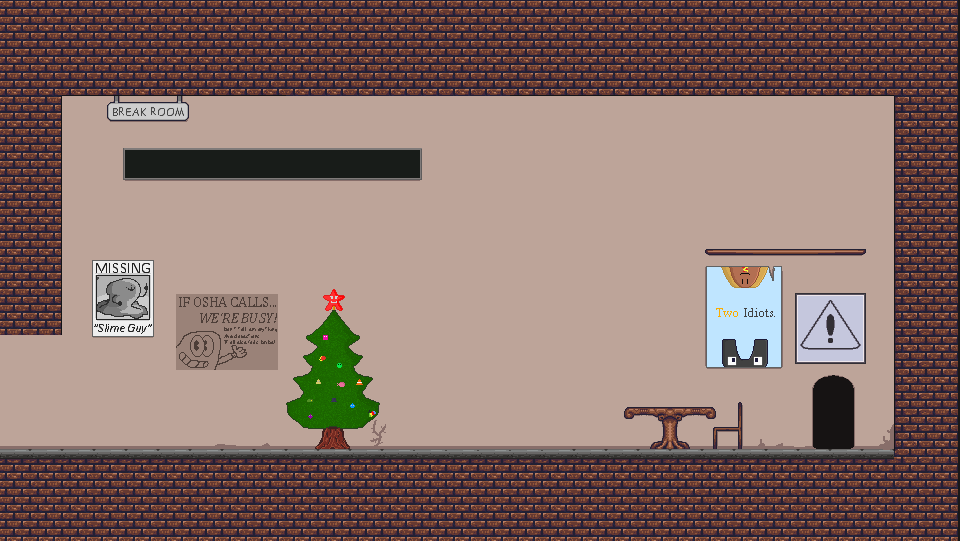 BREAK ROOM
MISSING
"Slime Guy"
IF OSHA CALLS...
WE'RE BUSY!
Two Idiots.